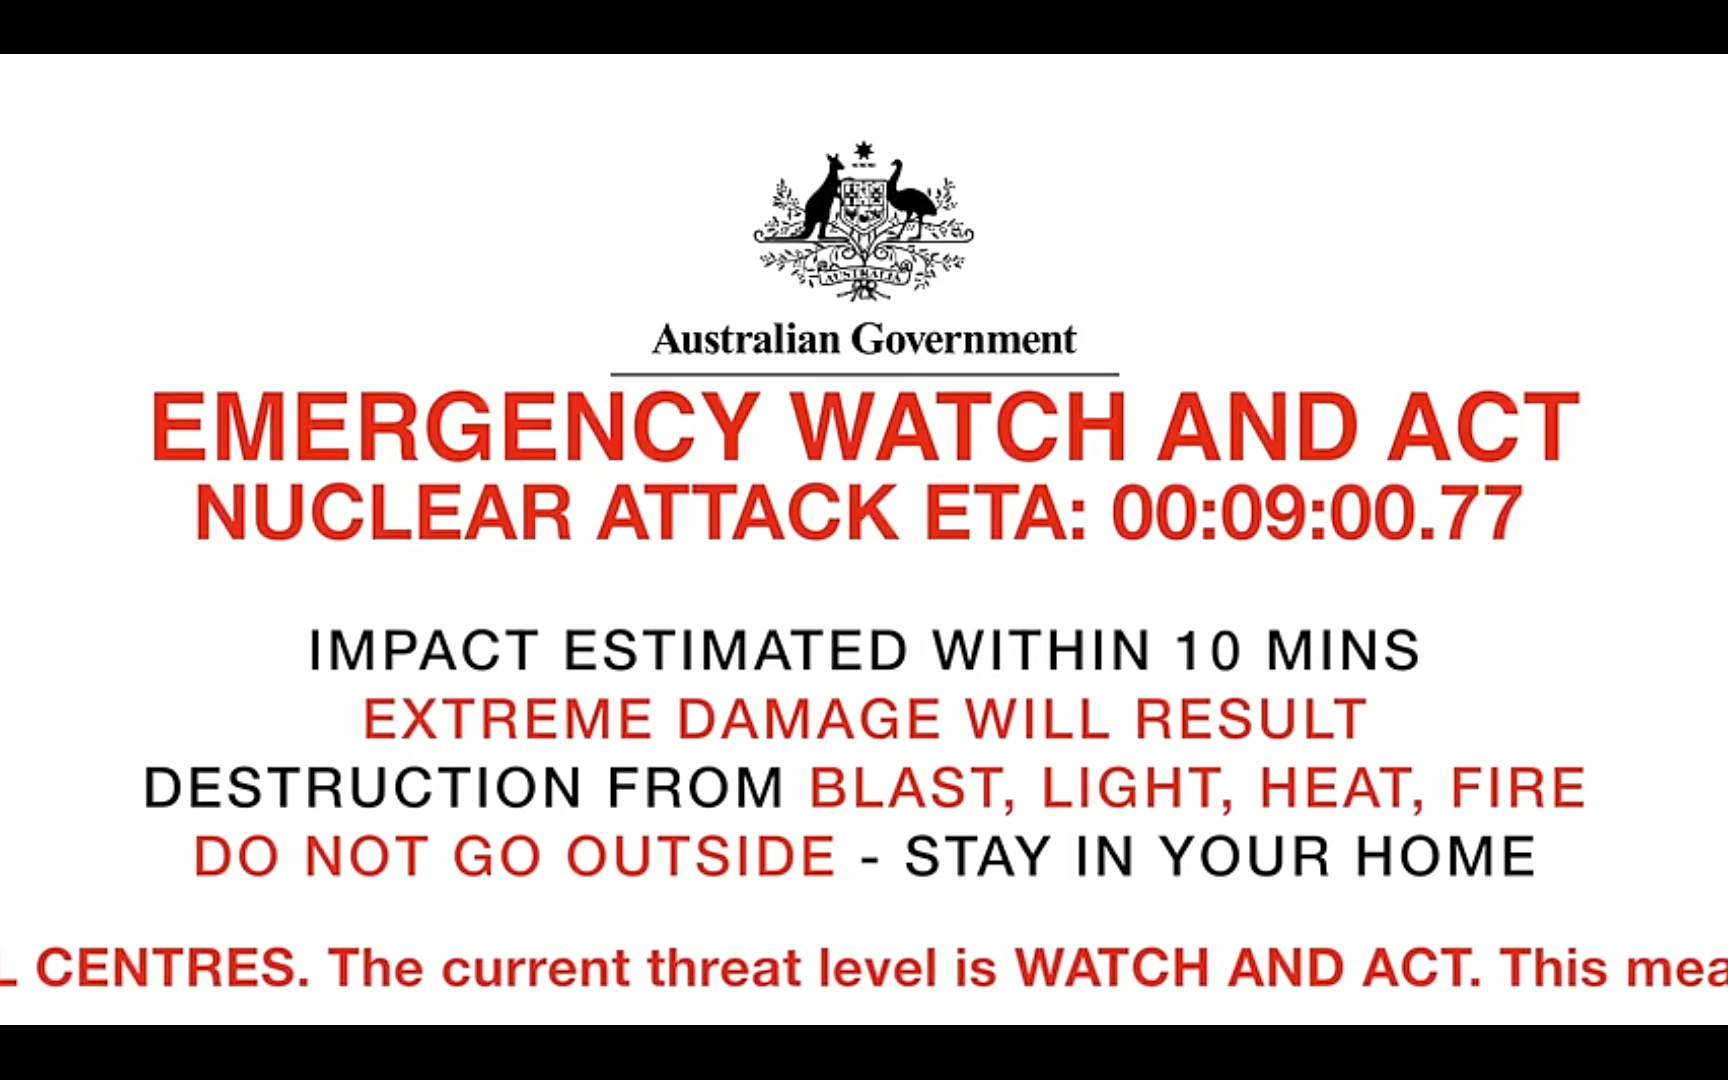 AUSTRALIA
Australian Government
EMERGENCY WATCH AND ACT
NUCLEAR ATTACK ETA: 00:09:00.77
IMPACT ESTIMATED WITHIN 10 MINS
EXTREME DAMAGE WILL RESULT
DESTRUCTION FROM BLAST, LIGHT, HEAT, FIRE
DO NOT GO OUTSIDE - STAY IN YOUR HOME
L CENTRES. The current threat level is WATCH AND ACT. This mea